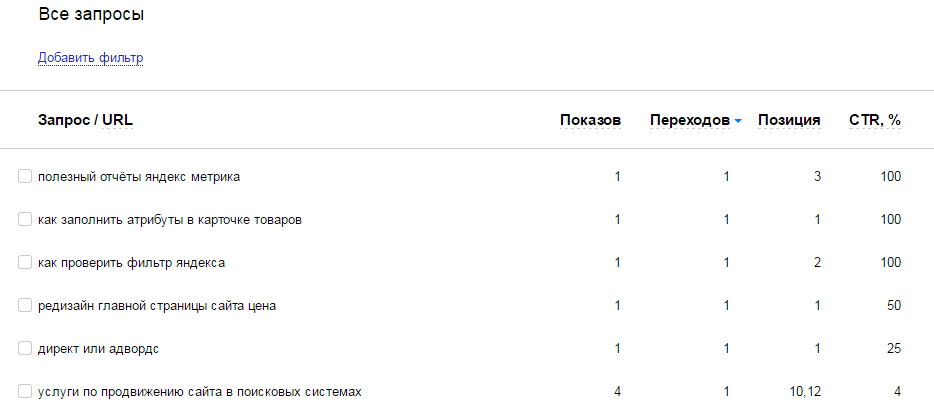 Все запросы
Добавить фильтр
Запрос / URL Показов Переходов Позиция CTR, %
полезный отчёты яндекс метрика 1 1 3 100
как заполнить атрибуты в карточке товаров 1 1 1 100
как проверить фильтр яндекса 1 1 2 100
редизайн главной страницы сайта цена 1 1 1 50
директ или адвордс 1 1 1 25
услуги по продвижению сайта в поисковых системах 4 1 10,12 4